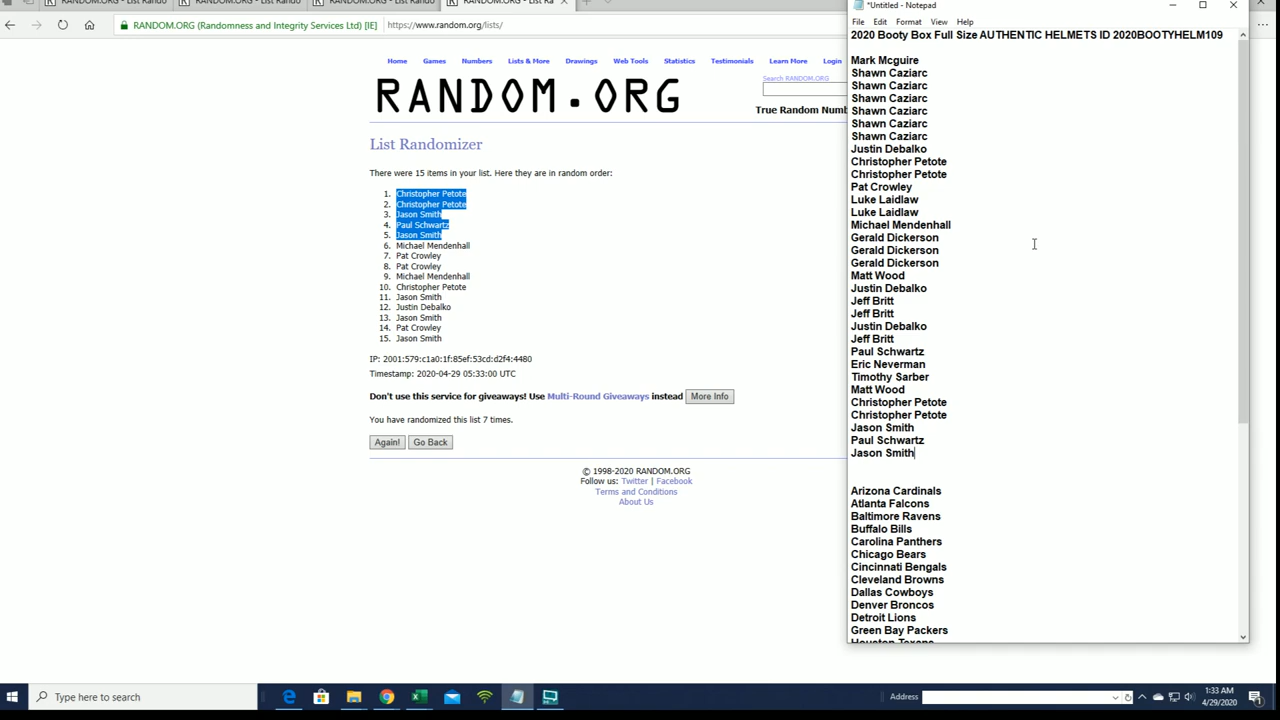 RANDOM.ORG - List Rando
RANDOM.ORG - List Rando
RANDOM.ORG - List Rando
RANDOM.ORG - List Ra
RANDOM.ORG (Randomness and Integrity Services Ltd) [IE]
https://www.random.org/lists/
Home Games Numbers Lists & More Drawings Web Tools Statistics Testimonials Learn More Login
Search RANDOM.ORG
RANDOM.ORG
True Random Num
List Randomizer
There were 15 items in your list. Here they are in random order:
1. Christopher Petote
2. Christopher Petote
3. Jason Smith
4. Paul Schwartz
5. Jason Smith
6. Michael Mendenhall
7. Pat Crowley
8. Pat Crowley
9. Michael Mendenhall
10. Christopher Petote
11. Jason Smith
12. Justin Debalko
13. Jason Smith
14. Pat Crowley
15. Jason Smith
IP: 2001:579:c1a0:1f:85ef:53cd:d2f4:4480
Timestamp: 2020-04-29 05:33:00 UTC
Don't use this service for giveaways! Use Multi-Round Giveaways instead More Info
You have randomized this list 7 times.
Again! Go Back
© 1998-2020 RANDOM.ORG
Follow us: Twitter | Facebook
Terms and Conditions
About Us
*Untitled - Notepad
File Edit Format View Help
2020 Booty Box Full Size AUTHENTIC HELMETS ID 2020BOOTYHELM109
Mark Mcguire
Shawn Caziarc
Shawn Caziarc
Shawn Caziarc
Shawn Caziarc
Shawn Caziarc
Shawn Caziarc
Justin Debalko
Christopher Petote
Christopher Petote
Pat Crowley
Luke Laidlaw
Luke Laidlaw
Michael Mendenhall
Gerald Dickerson
Gerald Dickerson
Gerald Dickerson
Matt Wood
Justin Debalko
Jeff Britt
Jeff Britt
Justin Debalko
Jeff Britt
Paul Schwartz
Eric Neverman
Timothy Sarber
Matt Wood
Christopher Petote
Christopher Petote
Jason Smith
Paul Schwartz
Jason Smith
Arizona Cardinals
Atlanta Falcons
Baltimore Ravens
Buffalo Bills
Carolina Panthers
Chicago Bears
Cincinnati Bengals
Cleveland Browns
Dallas Cowboys
Denver Broncos
Detroit Lions
Green Bay Packers
Houston Texans
Type here to search
Address
1:33 AM
4/29/2020